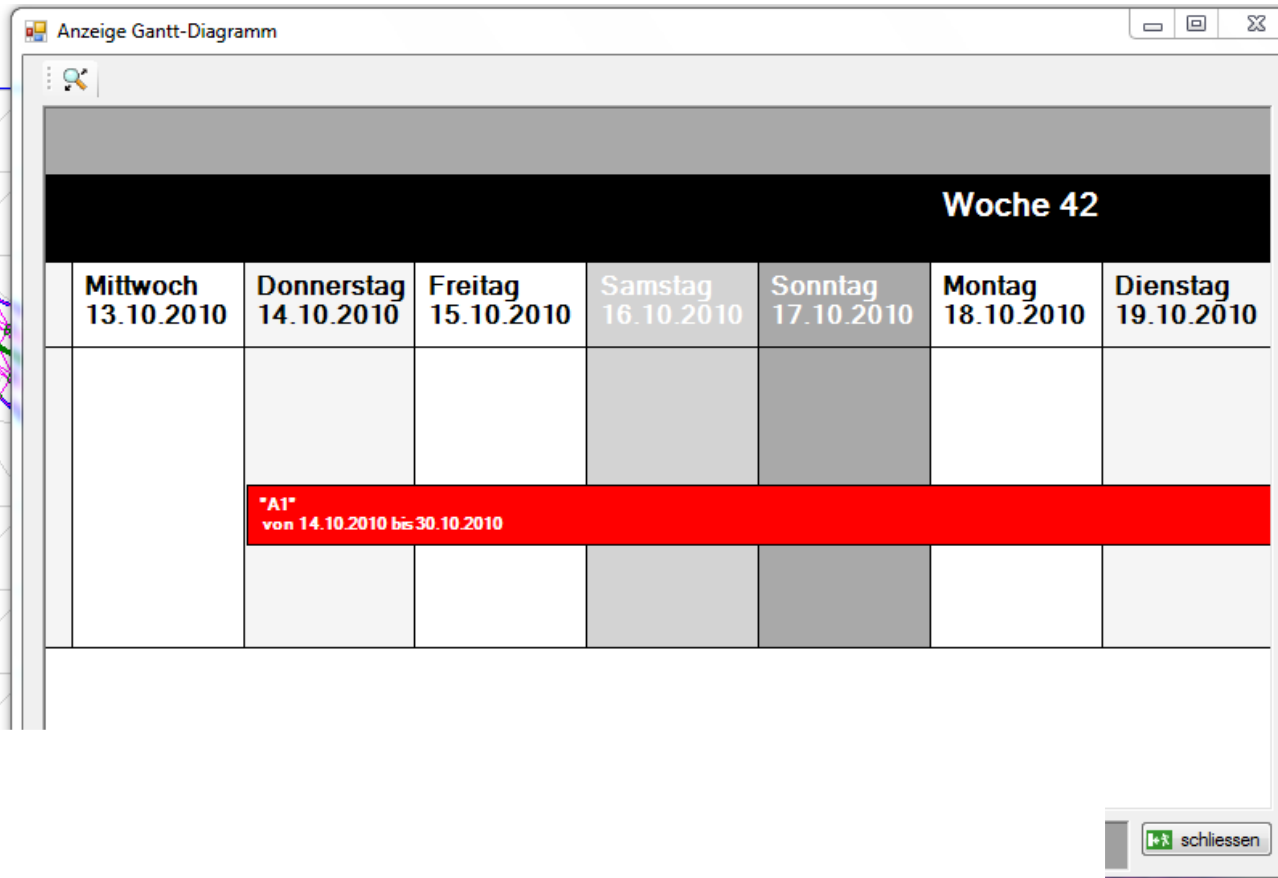 Anzeige Gantt-Diagramm
Woche 42
Mittwoch
13.10.2010
Donnerstag
14.10.2010
Freitag
15.10.2010
Samstag
16.10.2010
Sonntag
17.10.2010
Montag
18.10.2010
Dienstag
19.10.2010
"A1"
von 14.10.2010 bis 30.10.2010
schliessen